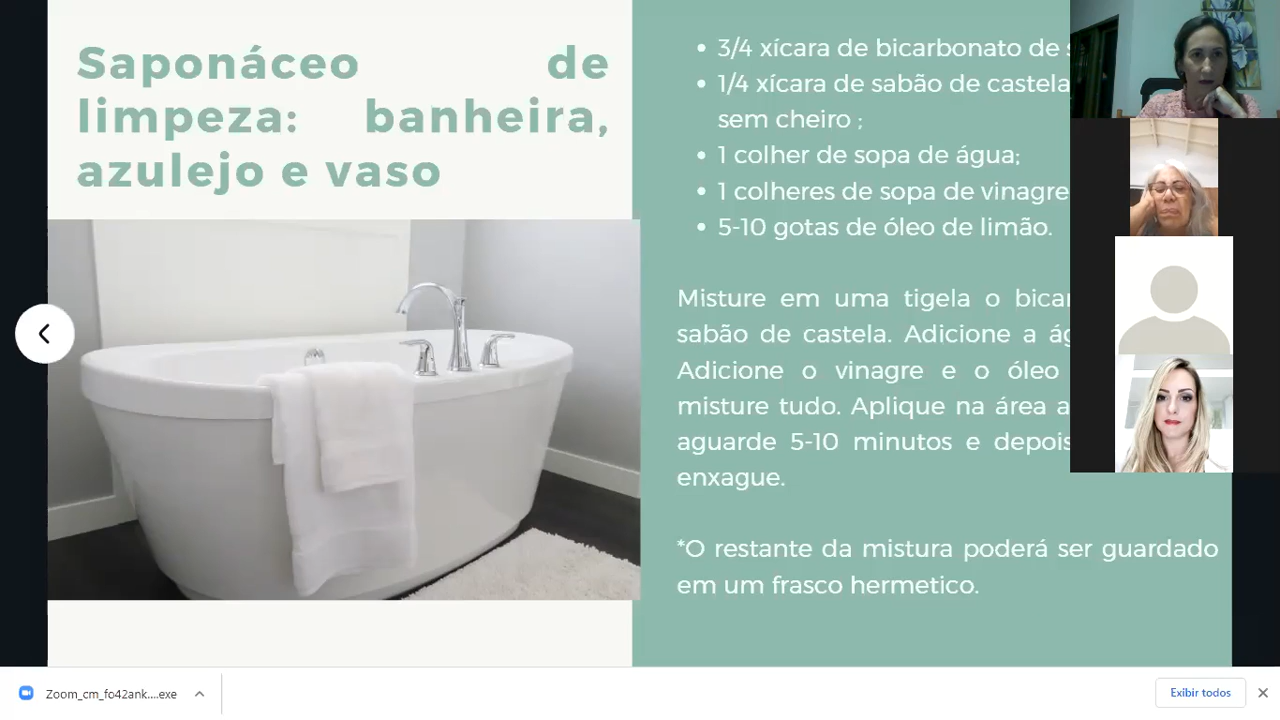 Saponáceo de
limpeza: banheira,
azulejo e vaso
3/4 xícara de bicarbonato de
1/4 xícara de sabão de castela
sem cheiro ;
1 colher de sopa de água;
1 colheres de sopa de vinagre
5-10 gotas de óleo de limão.
Misture em uma tigela o
sabão de castela. Adicione a
Adicione o vinagre e o óleo
misture tudo. Aplique na área
aguarde 5-10 minutos e depois
enxague.
*O restante da mistura poderá ser guardado
em um frasco hermetico.
Zoom_cm_fo42ank....exe
Exibir todos